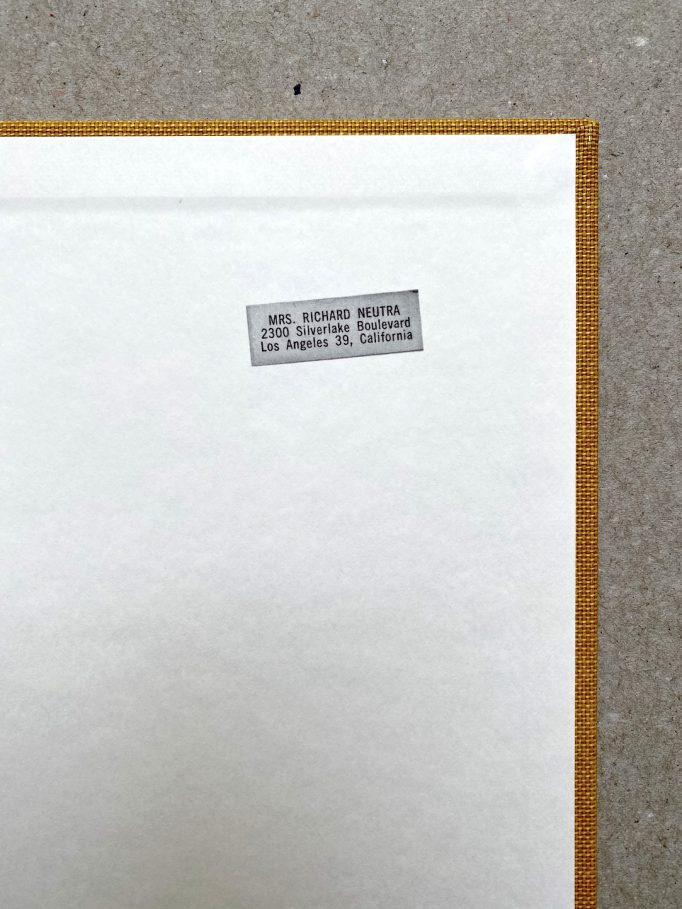 MRS. RICHARD NEUTRA
2300 Silverlake Boulevard
Los Angeles 39, California